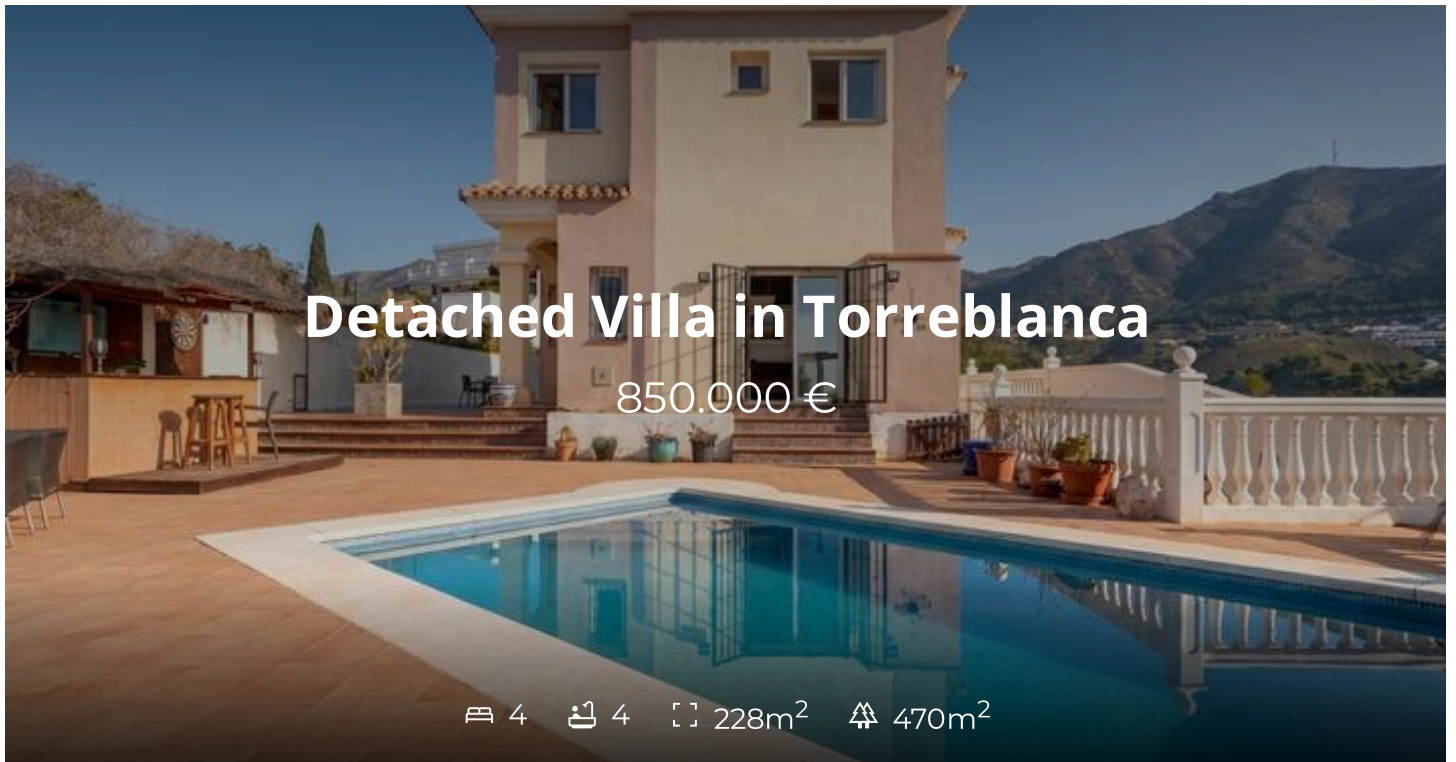 Detached Villa in Torreblanca
850.000 €
4 4 228m² 470m²